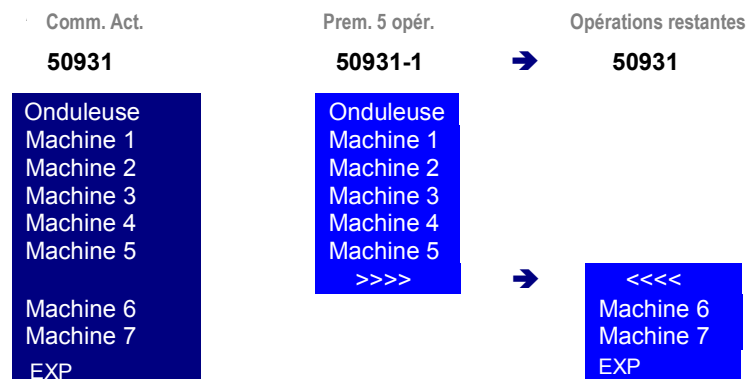 Comm. Act.
50931
Onduleuse
Machine 1
Machine 2
Machine 3
Machine 4
Machine 5
Machine 6
Machine 7
EXP
Prem. 5 opér.
50931-1
Onduleuse
Machine 1
Machine 2
Machine 3
Machine 4
Machine 5
>>>>
Opérations restantes
50931
<<<<
Machine 6
Machine 7
EXP